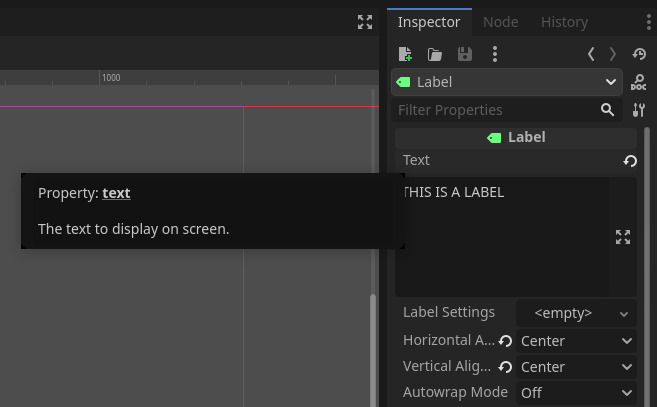 Inspector Node History
1000
Label
DOC
Filter Properties
Label
Text
Property: text
The text to display on screen.
THIS IS A LABEL
Label Settings <empty>
Horizontal A... Center
Vertical Alig... Center
Autowrap Mode Off